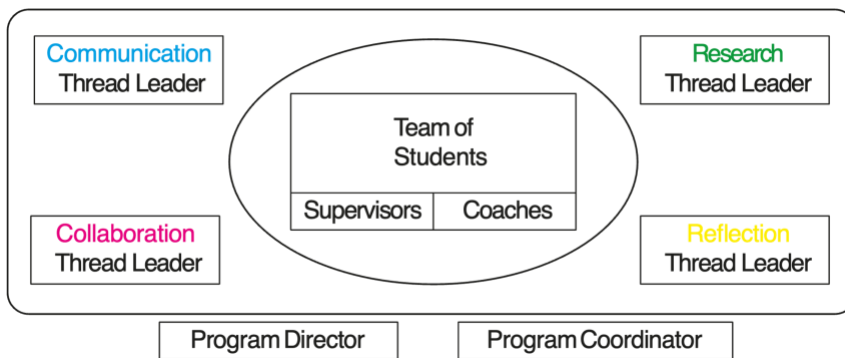 Communication
Thread Leader
Research
Thread Leader
Team of
Students
Supervisors
Coaches
Collaboration
Thread Leader
Reflection
Thread Leader
Program Director
Program Coordinator